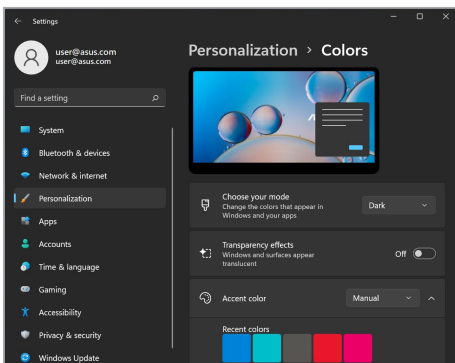 Settings
user@asus.com
user@asus.com
Find a setting
System
Bluetooth & devices
Network & internet
Personalization
Apps
Accounts
Time & language
Gaming
Accessibility
Privacy & security
Windows Update
Personalization > Colors
Choose your mode
Change the colors that appear in
Windows and your apps
Dark
Transparency effects
Windows and surfaces appear
translucent
Off
Accent color
Manual
Recent colors